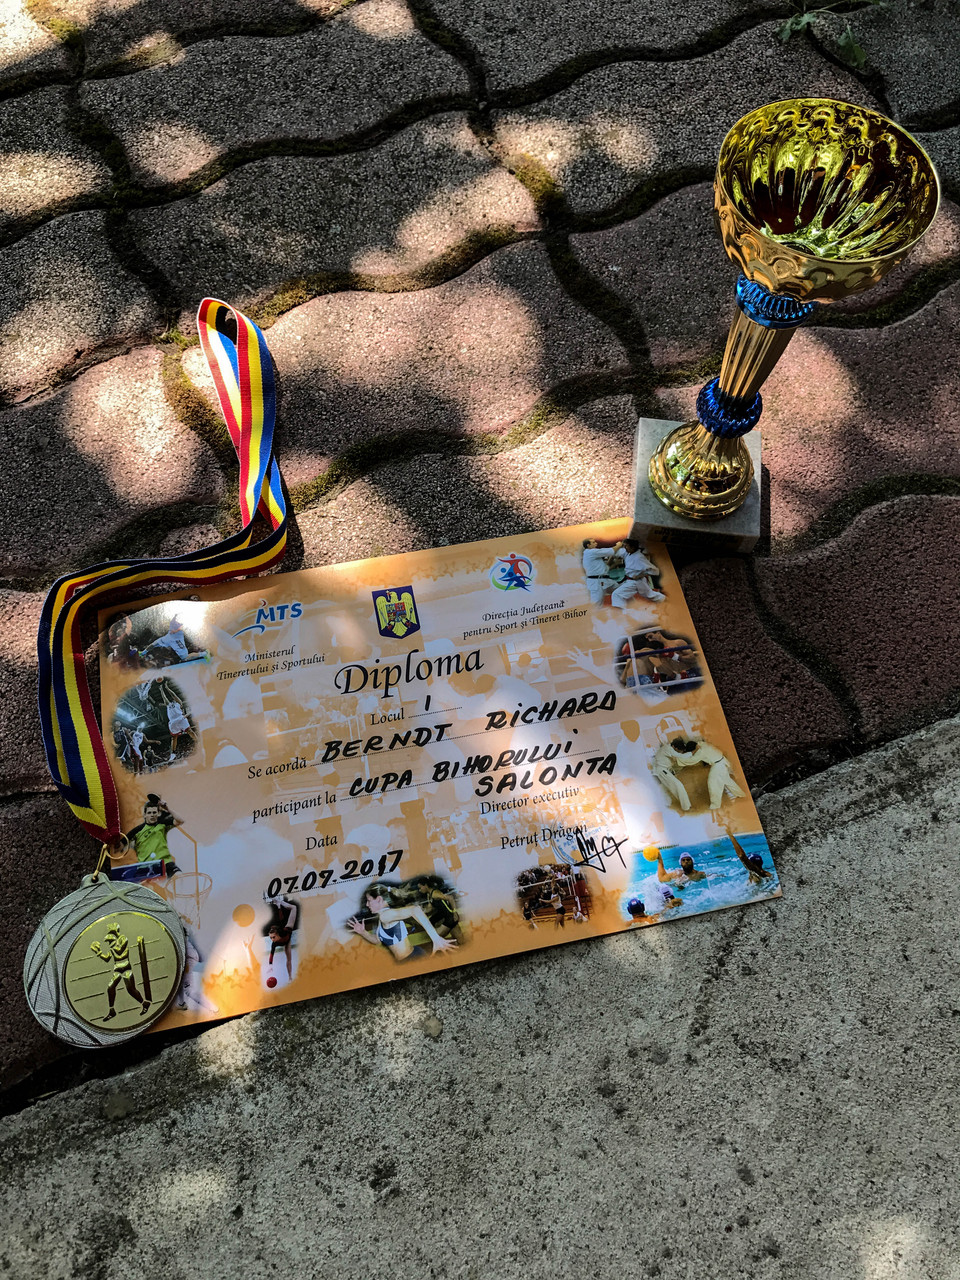 MTS
Ministerul
Tineretului și Sportului
Direcția Județeană
pentru Sport și Tineret Bihor
Diploma
Locul I
Se acordă BERNDT RICHARD
participant la CUPA BIHORULUI
SALONTA
Director executiv
Data
Petruț Drăgan
07.07.2017